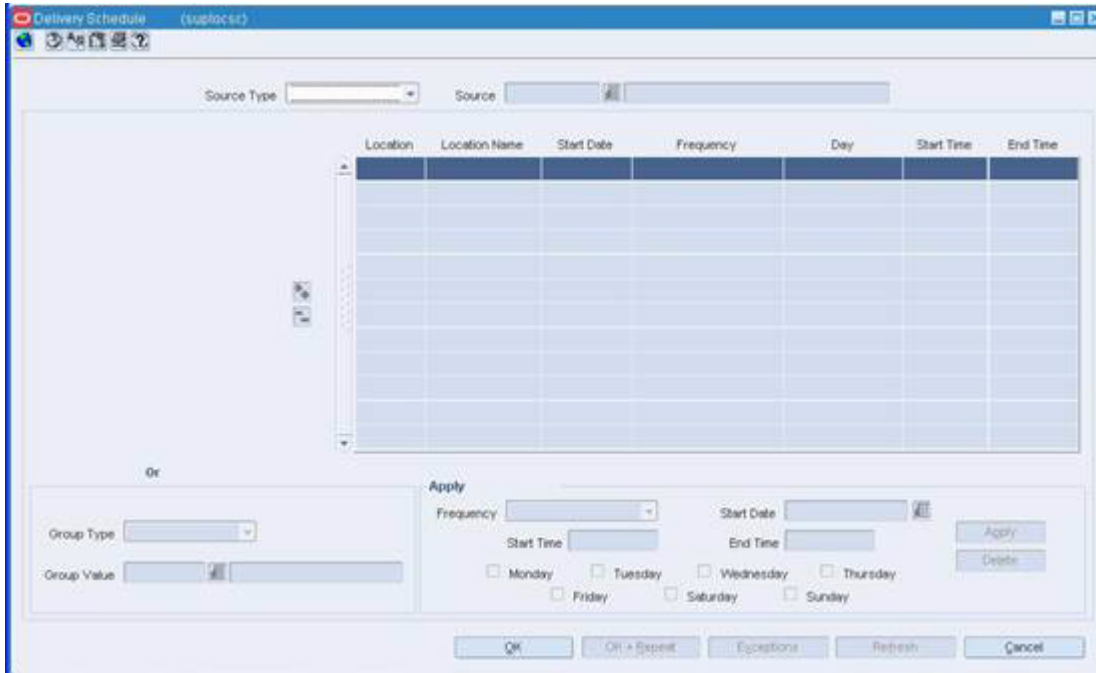 Delivery Schedule (suplocsc)
Source Type Source
Location Location Name Start Date Frequency Day Start Time End Time
Or
Apply
Frequency Start Date
Group Type
Start Time End Time
Apply
Group Value
Delete
Monday Tuesday Wednesday Thursday
Friday Saturday Sunday
OK OK + Repeat Exceptions Refresh Cancel